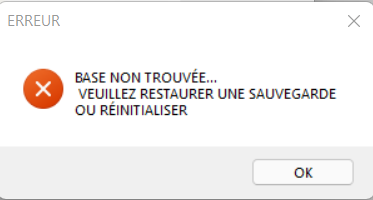 ERREUR
BASE NON TROUVÉE...
VEUILLEZ RESTAURER UNE SAUVEGARDE
OU RÉINITIALISER
OK